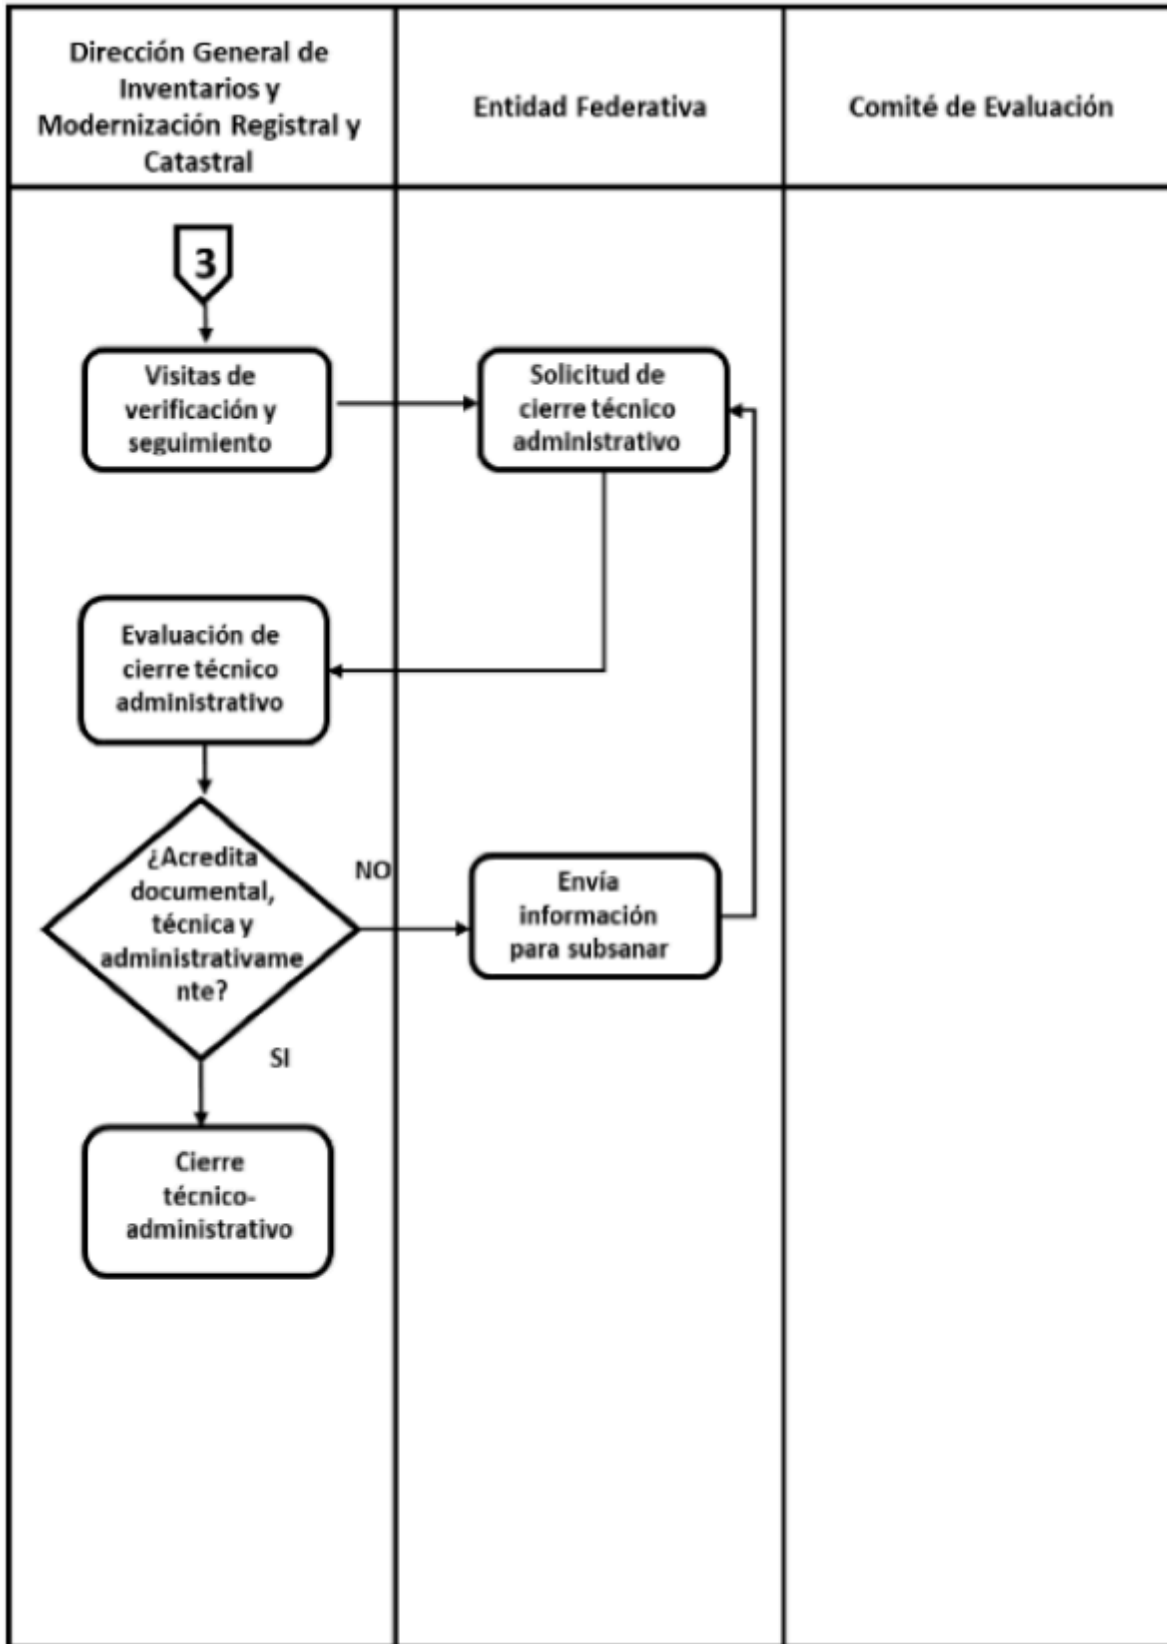 Dirección General de
Inventarios y
Modernización Registral y
Catastral
Entidad Federativa
Comité de Evaluación
3
Visitas de
verificación y
seguimiento
Solicitud de
cierre técnico
administrativo
Evaluación de
cierre técnico
administrativo
¿Acredita
documental,
técnica y
administrativame
nte?
NO
Envía
información
para subsanar
SI
Cierre
técnico-
administrativo